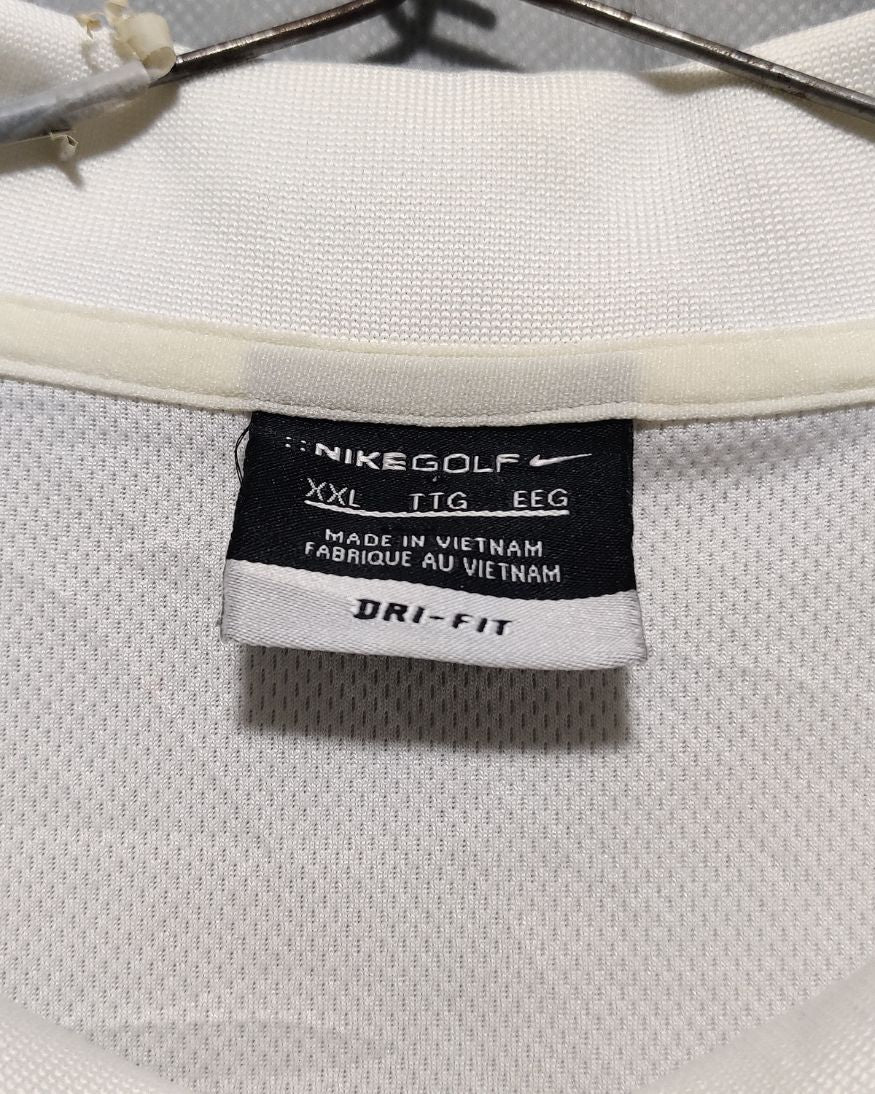 NIKEGOLF
XXL TTG EEG
MADE IN VIETNAM
FABRIQUE AU VIETNAM
DRI-FIT